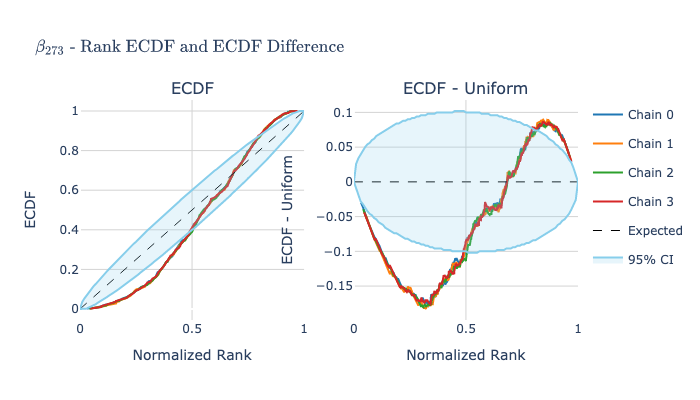 β₂₇₃ - Rank ECDF and ECDF Difference
ECDF
ECDF - Uniform
1
0.8
0.6
0.4
0.2
0
ECDF
0
0.5
1
Normalized Rank
0.1
0.05
0
−0.05
−0.1
−0.15
ECDF - Uniform
0
0.5
1
Normalized Rank
Chain 0
Chain 1
Chain 2
Chain 3
Expected
95% CI